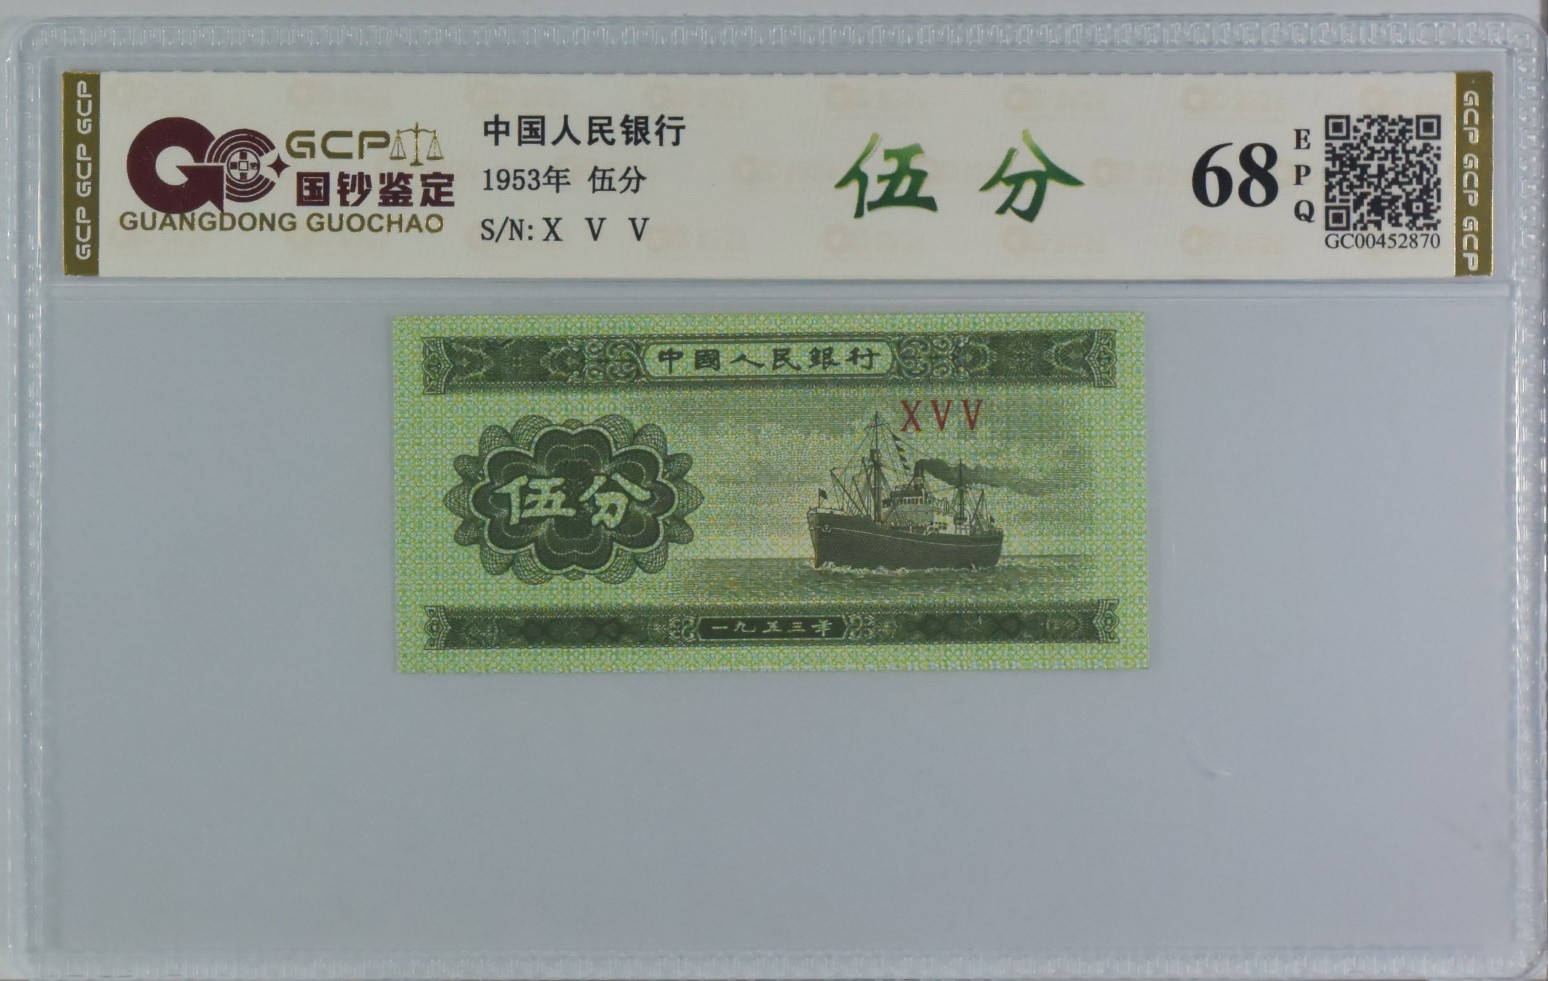 GCP GCP GCP
GCP
国钞鉴定
GUANGDONG GUOCHAO
中国人民银行
1953年 伍分
S/N: X V V
伍分
68
EPQ
GC00452870
GCP GCP GCP
中國人民銀行
XVV
伍分
一九五三年